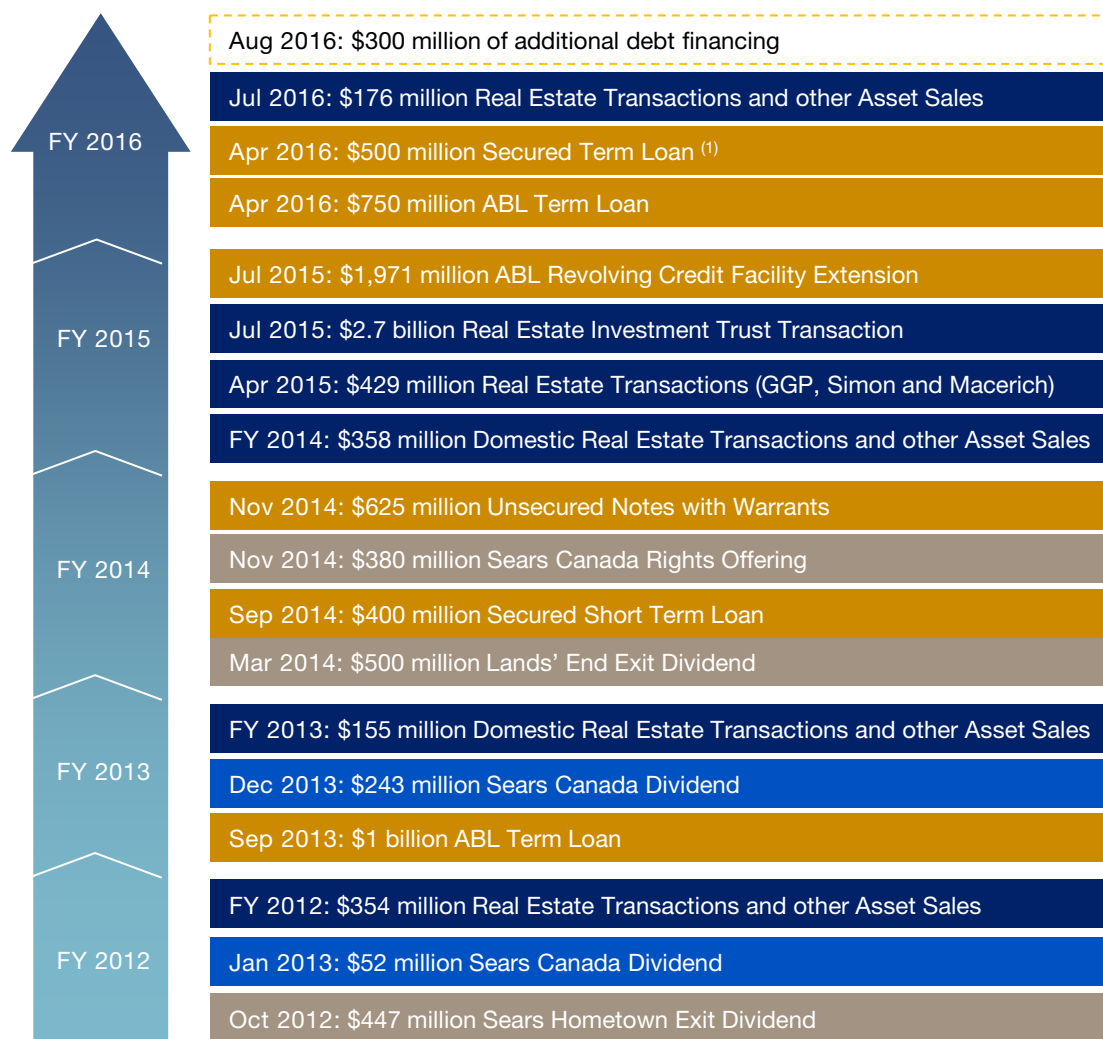 Aug 2016: $300 million of additional debt financing
Jul 2016: $176 million Real Estate Transactions and other Asset Sales
FY 2016
Apr 2016: $500 million Secured Term Loan (1)
Apr 2016: $750 million ABL Term Loan
Jul 2015: $1,971 million ABL Revolving Credit Facility Extension
FY 2015
Jul 2015: $2.7 billion Real Estate Investment Trust Transaction
Apr 2015: $429 million Real Estate Transactions (GGP, Simon and Macerich)
FY 2014: $358 million Domestic Real Estate Transactions and other Asset Sales
Nov 2014: $625 million Unsecured Notes with Warrants
FY 2014
Nov 2014: $380 million Sears Canada Rights Offering
Sep 2014: $400 million Secured Short Term Loan
Mar 2014: $500 million Lands’ End Exit Dividend
FY 2013: $155 million Domestic Real Estate Transactions and other Asset Sales
FY 2013
Dec 2013: $243 million Sears Canada Dividend
Sep 2013: $1 billion ABL Term Loan
FY 2012: $354 million Real Estate Transactions and other Asset Sales
FY 2012
Jan 2013: $52 million Sears Canada Dividend
Oct 2012: $447 million Sears Hometown Exit Dividend